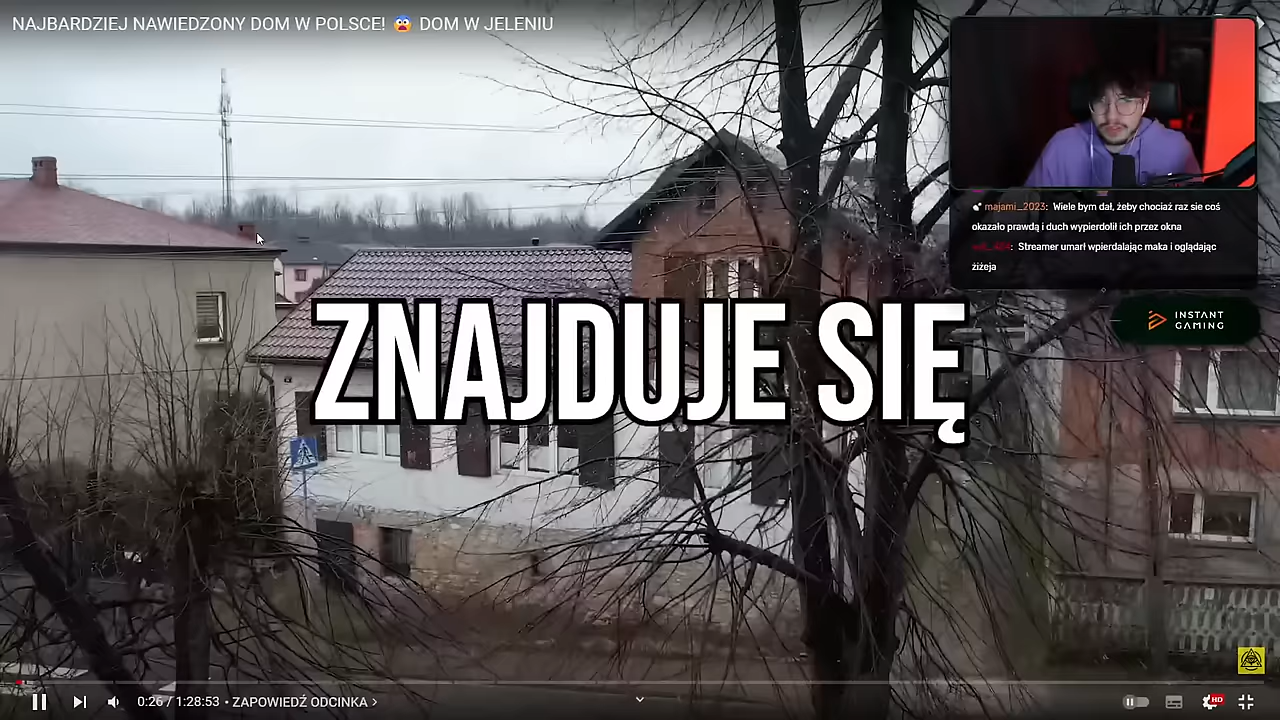 NAJBARDZIEJ NAWIEDZONY DOM W POLSCE! 😨 DOM W JELENIU
majami_2023: Wiele bym dał, żeby chociaż raz sie coś
okazało prawdą i duch wypierdolił ich przez okna
: Streamer umarł wpierdalając maka i oglądając
żiżeja
INSTANT
GAMING
ZNAJDUJE SIĘ
0:26 / 1:28:53 • ZAPOWIEDŹ ODCINKA >
HD